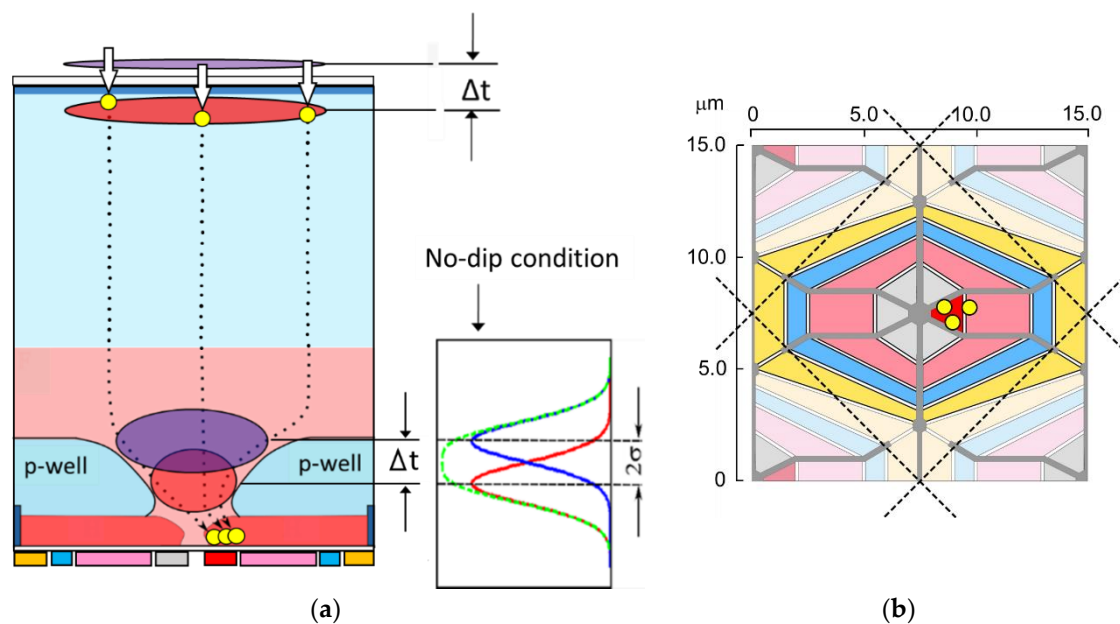 Δt
No-dip condition
p-well
p-well
Δt
2σ
(a)
μm
0
5.0
10.0
15.0
15.0
10.0
5.0
0
(b)